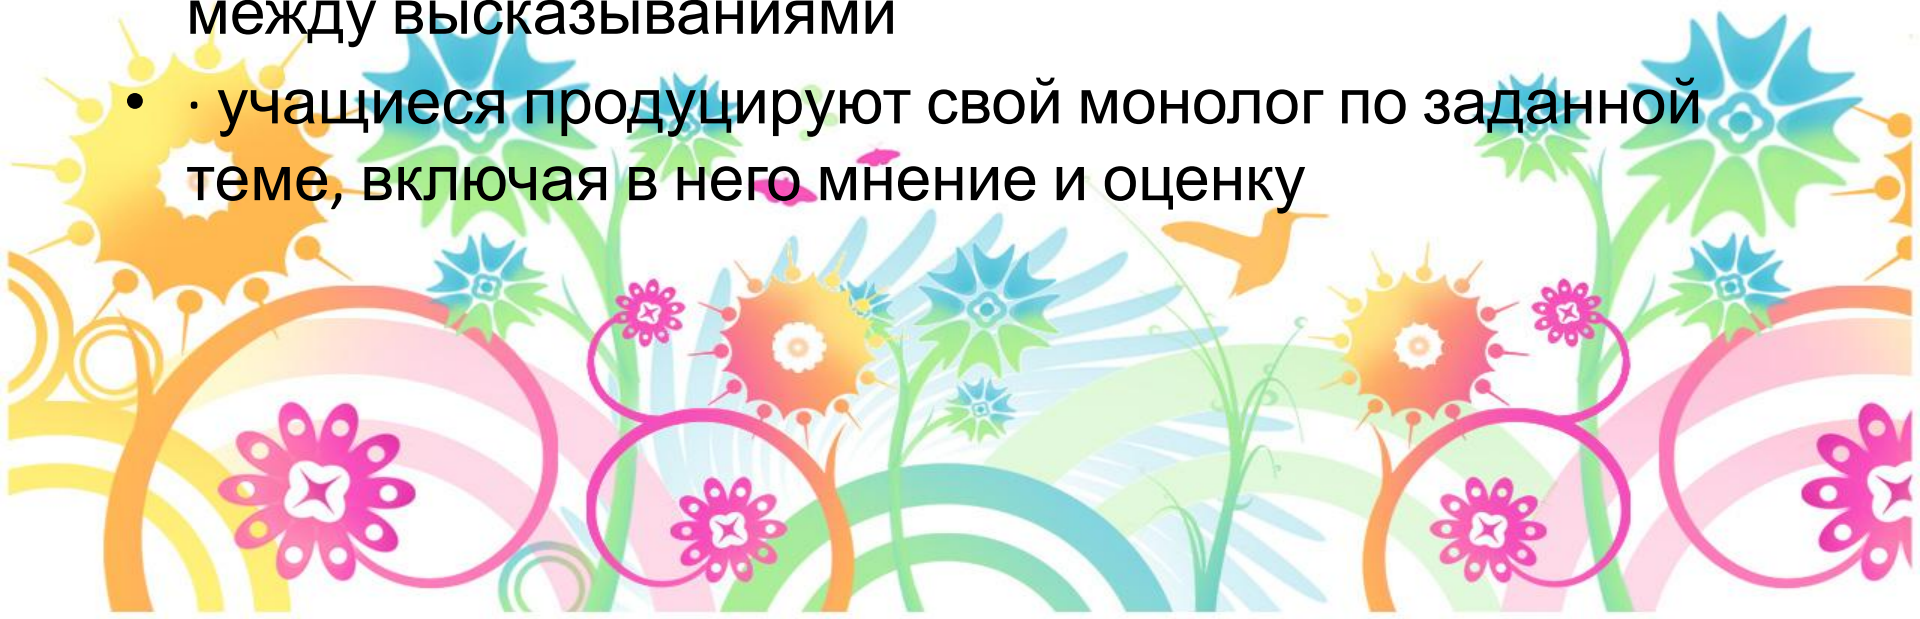 между высказываниями
• · учащиеся продуцируют свой монолог по заданной
теме, включая в него мнение и оценку